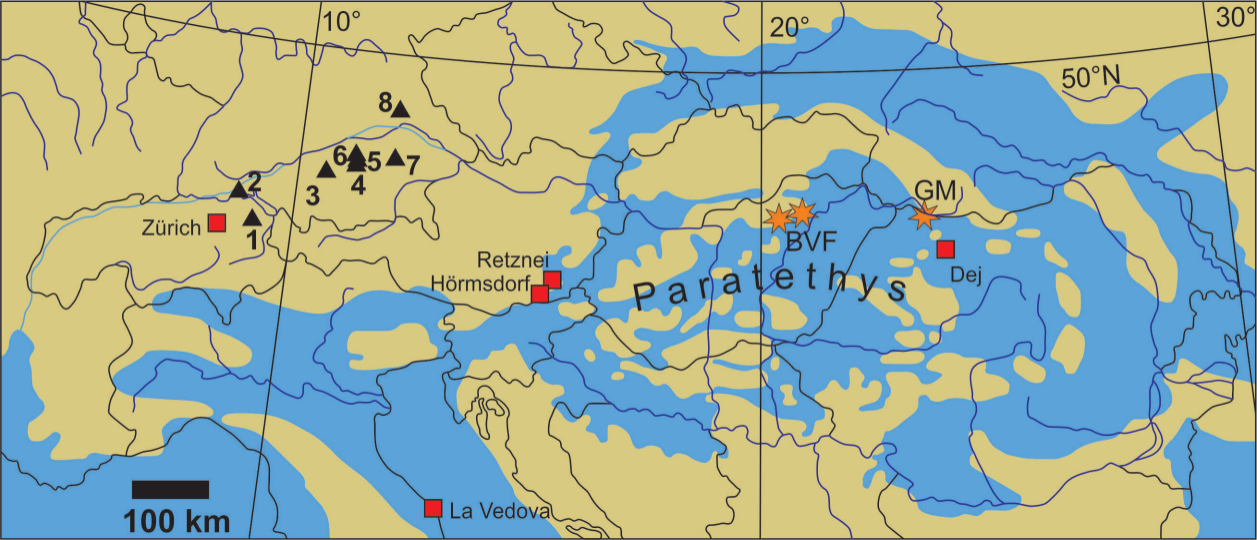 10°
20°
30°
50°N
8
6
5
7
4
3
2
1
Zürich
GM
BVF
Dej
Retznei
Hörmsdorf
Paratethys
La Vedova
100 km